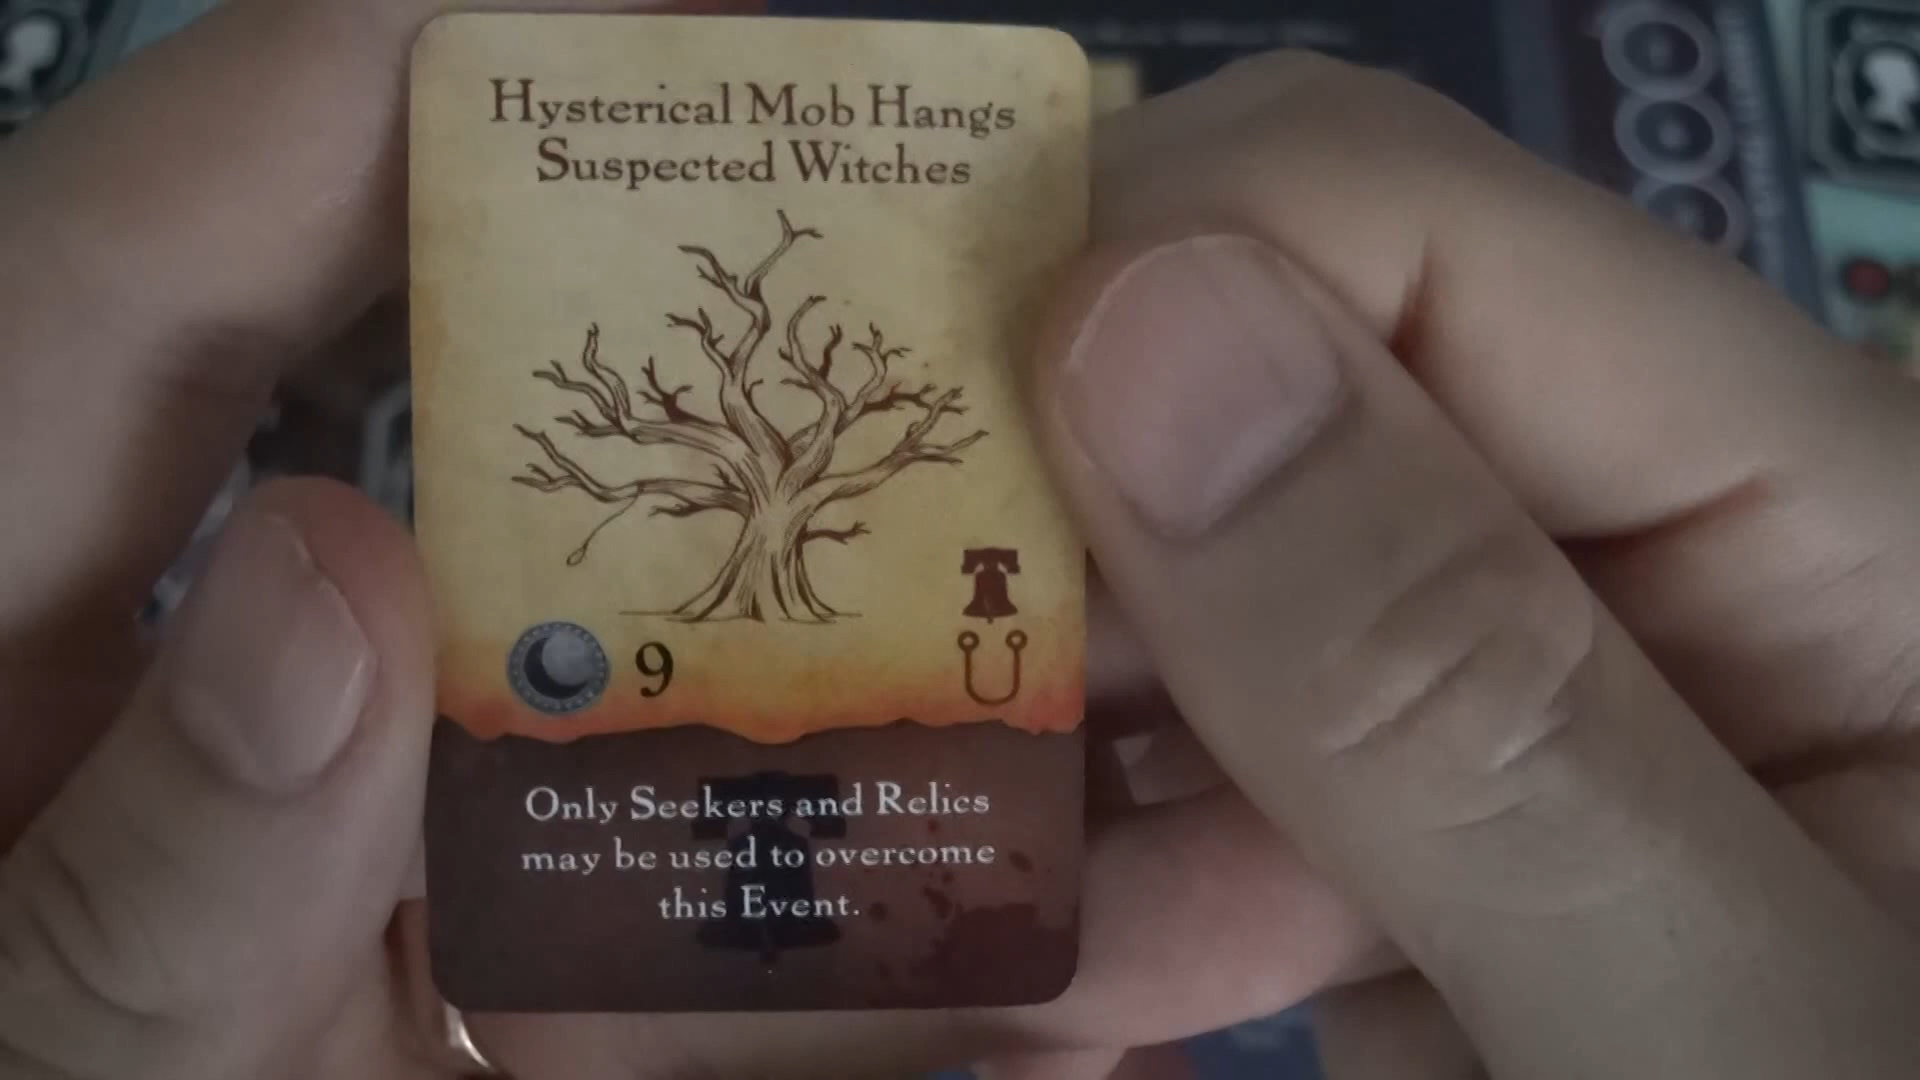 Hysterical Mob Hangs
Suspected Witches
9
Only Seekers and Relics
may be used to overcome
this Event.